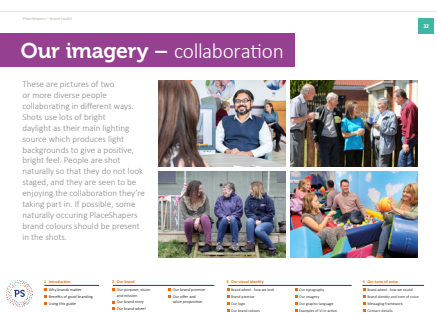 PlaceShapers – Brand toolkit
32
Our imagery – collaboration
These are pictures of two
or more diverse people
collaborating in different ways.
Shots use lots of bright
daylight as their main lighting
source which produces light
backgrounds to give a positive,
bright feel. People are shot
naturally so that they do not look
staged, and they are seen to be
enjoying the collaboration they're
taking part in. If possible, some
naturally occuring PlaceShapers
brand colours should be present
in the shots.
PS
1 Introduction
Why brands matter
Benefits of good branding
Using this guide
2 Our brand
Our purpose, vision
and mission
Our brand story
Our brand wheel
Our brand promise
Our offer and
value proposition
3 Our visual identity
Brand wheel - how we look
Brand promise
Our logo
Our brand colours
Our typography
Our imagery
Our graphic language
Examples of VI in action
4 Our tone of voice
Brand wheel - how we sound
Brand identity and tone of voice
Messaging framework
Contact details